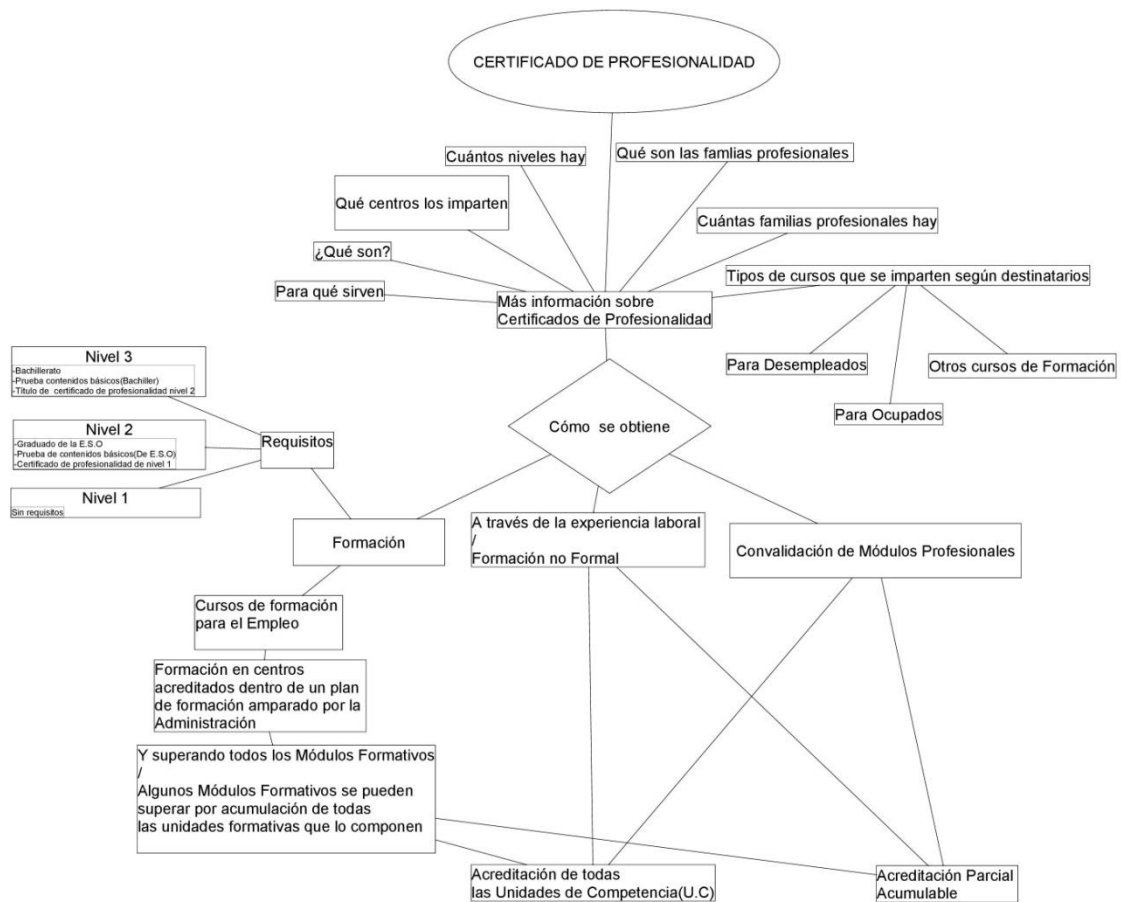 CERTIFICADO DE PROFESIONALIDAD
Cuántos niveles hay
Qué son las famlias profesionales
Qué centros los imparten
Cuántas familias profesionales hay
¿Qué son?
Tipos de cursos que se imparten según destinatarios
Para qué sirven
Más información sobre
Certificados de Profesionalidad
Para Desempleados
Otros cursos de Formación
Para Ocupados
Nivel 3
-Bachillerato
-Prueba contenidos básicos(Bachiller)
-Titulo de certificado de profesionalidad nivel 2
Nivel 2
-Graduado de la E.S.O
-Prueba de contenidos básicos(De E.S.O)
-Certificado de profesionalidad de nivel 1
Nivel 1
Sin requisitos
Requisitos
Cómo se obtiene
Formación
A través de la experiencia laboral
/
Formación no Formal
Convalidación de Módulos Profesionales
Cursos de formación
para el Empleo
Formación en centros
acreditados dentro de un plan
de formación amparado por la
Administración
Y superando todos los Módulos Formativos
/
Algunos Módulos Formativos se pueden
superar por acumulación de todas
las unidades formativas que lo componen
Acreditación de todas
las Unidades de Competencia(U.C)
Acreditación Parcial
Acumulable